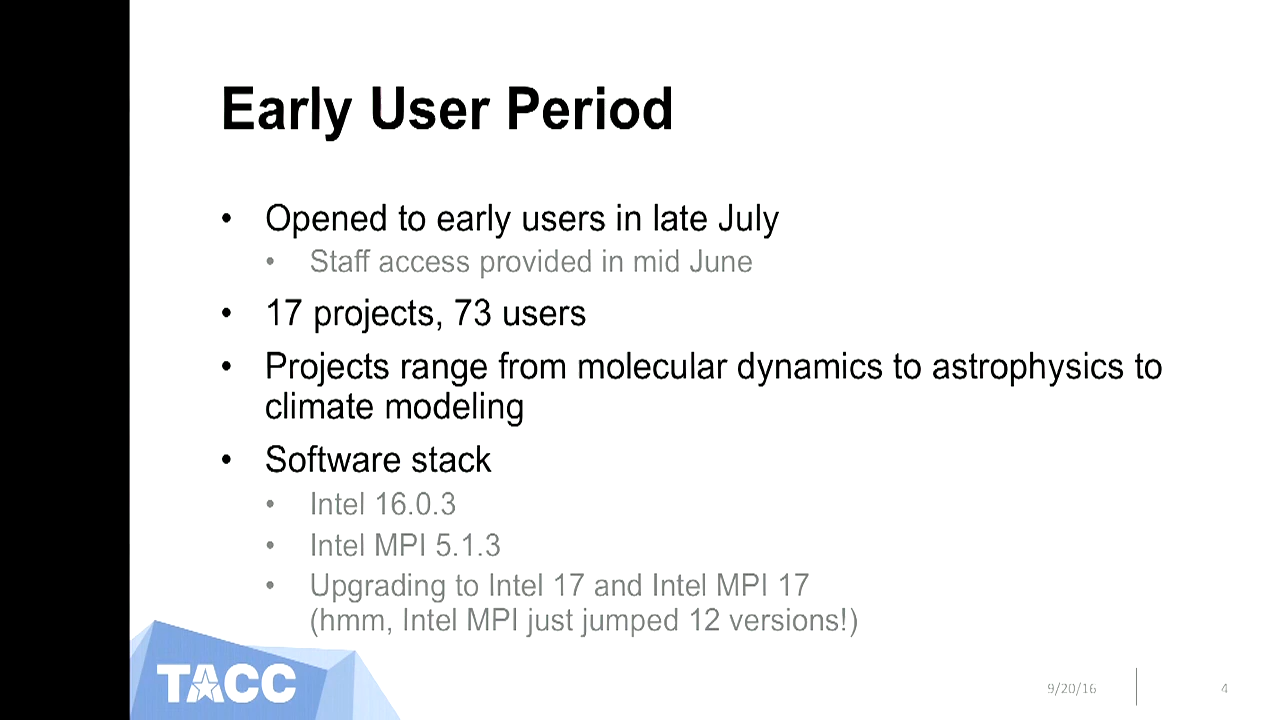 Early User Period
• Opened to early users in late July
• Staff access provided in mid June
• 17 projects, 73 users
• Projects range from molecular dynamics to astrophysics to
climate modeling
• Software stack
• Intel 16.0.3
• Intel MPI 5.1.3
• Upgrading to Intel 17 and Intel MPI 17
(hmm, Intel MPI just jumped 12 versions!)
TACC
9/20/16
4